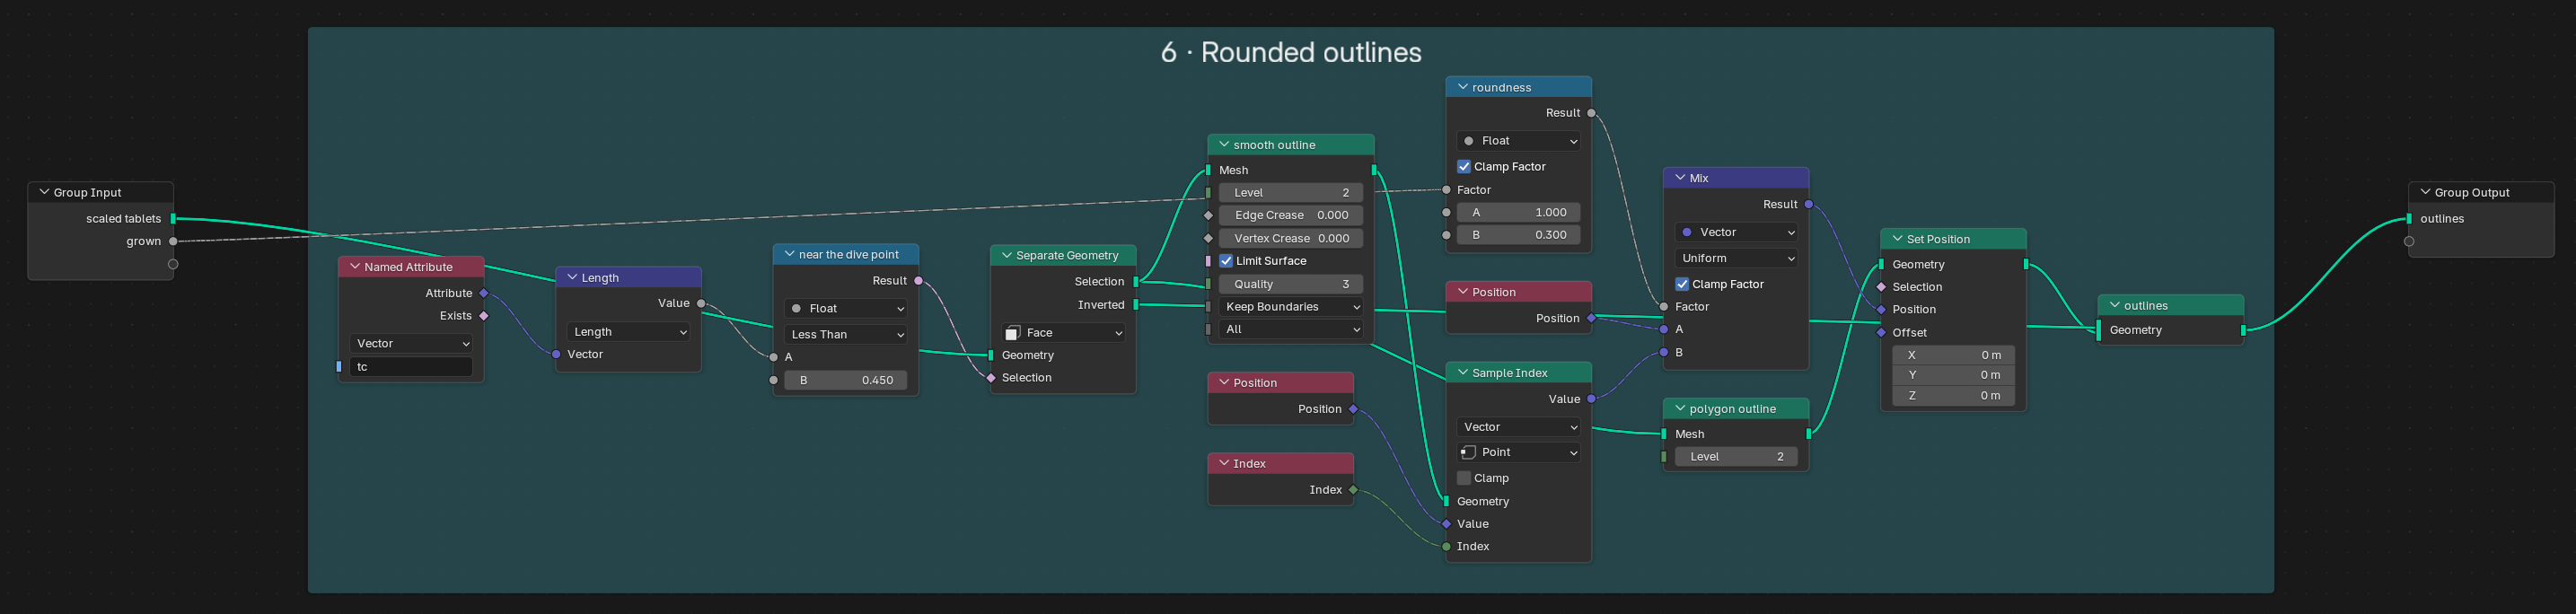 6 · Rounded outlines
Group Input
scaled tablets
grown
Named Attribute
Attribute
Exists
Vector
tc
Length
Value
Length
Vector
near the dive point
Result
Float
Less Than
A
B 0.450
Separate Geometry
Selection
Inverted
Face
Geometry
Selection
smooth outline
Mesh
Level 2
Edge Crease 0.000
Vertex Crease 0.000
Limit Surface
Quality 3
Keep Boundaries
All
Position
Position
Index
Index
roundness
Result
Float
Clamp Factor
Factor
A 1.000
B 0.300
Position
Position
Sample Index
Value
Vector
Point
Clamp
Geometry
Value
Index
Mix
Result
Vector
Uniform
Clamp Factor
Factor
A
B
polygon outline
Mesh
Level 2
Set Position
Geometry
Selection
Position
Offset
X 0 m
Y 0 m
Z 0 m
outlines
Geometry
Group Output
outlines